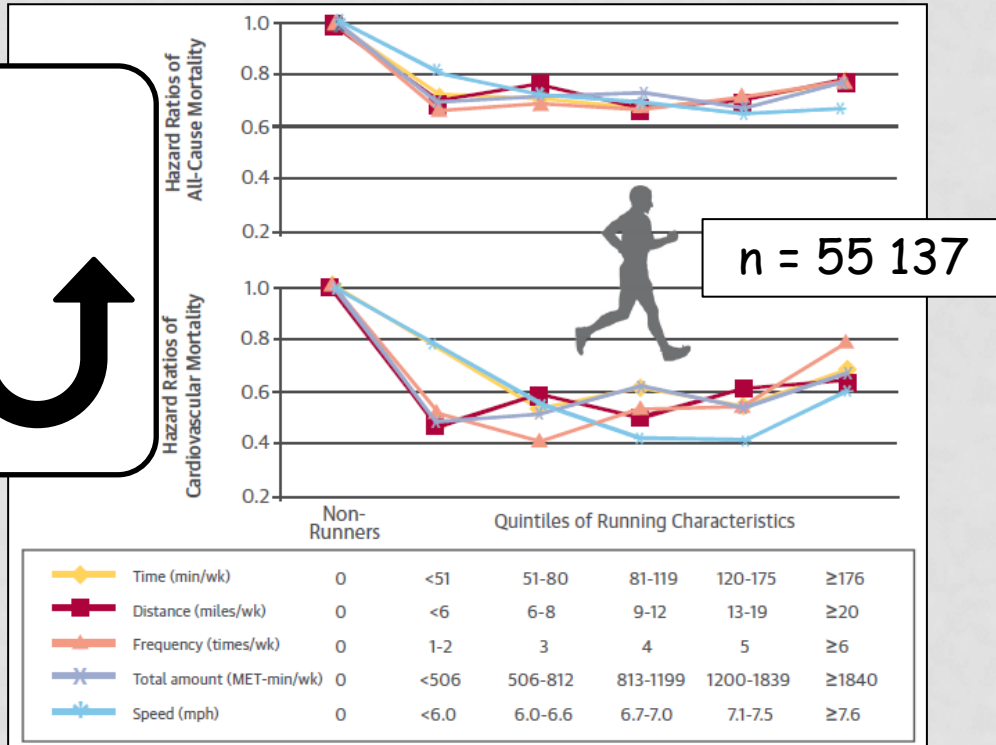 Hazard Ratios of
All-Cause Mortality
1.0
0.8
0.6
0.4
0.2
n = 55 137
Hazard Ratios of
Cardiovascular Mortality
1.0
0.8
0.6
0.4
0.2
Non-
Runners
Quintiles of Running Characteristics
Time (min/wk) 0 <51 51-80 81-119 120-175 ≥176
Distance (miles/wk) 0 <6 6-8 9-12 13-19 ≥20
Frequency (times/wk) 0 1-2 3 4 5 ≥6
Total amount (MET-min/wk) 0 <506 506-812 813-1199 1200-1839 ≥1840
Speed (mph) 0 <6.0 6.0-6.6 6.7-7.0 7.1-7.5 ≥7.6